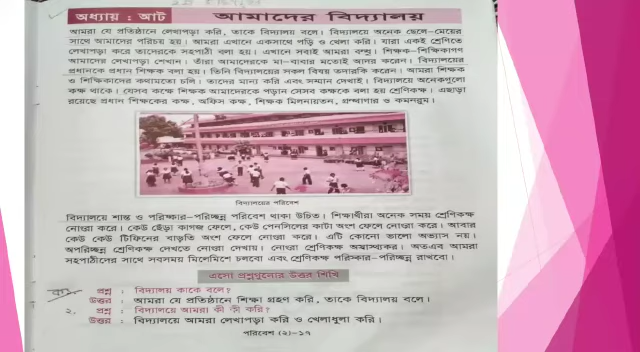 অধ্যায় : আট
আমাদের বিদ্যালয়
আমরা যে প্রতিষ্ঠানে লেখাপড়া করি, তাকে বিদ্যালয় বলে। বিদ্যালয়ে অনেক ছেলে-মেয়ের
সাথে আমাদের পরিচয় হয়। আমরা এখানে একসাথে পড়ি ও খেলা করি। যারা একই শ্রেণিতে
লেখাপড়া করে তাদেরকে সহপাঠী বলা হয়। এখানে সবাই আমরা বন্ধু। শিক্ষক-শিক্ষিকাগণ
আমাদের লেখাপড়া শেখান। তাঁরা আমাদেরকে মা-বাবার মতোই আদর করেন। বিদ্যালয়ের
প্রধানকে প্রধান শিক্ষক বলা হয়। তিনি বিদ্যালয়ের সকল বিষয় তদারকি করেন। আমরা শিক্ষক
ও শিক্ষিকাদের কথামতো চলি। তাদের মান্য করি এবং সম্মান দেখাই। বিদ্যালয়ে অনেকগুলো
কক্ষ থাকে। যেসব কক্ষে শিক্ষক আমাদেরকে পড়ান সেসব কক্ষকে বলা হয় শ্রেণিকক্ষ। এছাড়া
রয়েছে প্রধান শিক্ষকের কক্ষ, অফিস কক্ষ, শিক্ষক মিলনায়তন, গ্রন্থাগার ও কমনরুম।
বিদ্যালয়ের পরিবেশ
বিদ্যালয়ে শান্ত ও পরিষ্কার-পরিচ্ছন্ন পরিবেশ থাকা উচিত। শিক্ষার্থীরা অনেক সময় শ্রেণিকক্ষ
নোংরা করে। কেউ ছেঁড়া কাগজ ফেলে, কেউ পেনসিলের কাটা অংশ ফেলে নোংরা করে। আবার
কেউ কেউ টিফিনের বাড়তি অংশ ফেলে নোংরা করে। এটি কোনো ভালো অভ্যাস নয়।
অপরিচ্ছন্ন শ্রেণিকক্ষ দেখতে নোংরা দেখায়। নোংরা শ্রেণিকক্ষ অস্বাস্থ্যকর। অতএব আমরা
সহপাঠীদের সাথে সবসময় মিলেমিশে চলবো এবং শ্রেণিকক্ষ পরিষ্কার-পরিচ্ছন্ন রাখবো।
এসো প্রশ্নগুলোর উত্তর শিখি
প্রশ্ন : বিদ্যালয় কাকে বলে?
উত্তর : আমরা যে প্রতিষ্ঠানে শিক্ষা গ্রহণ করি, তাকে বিদ্যালয় বলে।
২. প্রশ্ন : বিদ্যালয়ে আমরা কী কী করি?
উত্তর : বিদ্যালয়ে আমরা লেখাপড়া করি ও খেলাধুলা করি।
পরিবেশ (২)-১৭